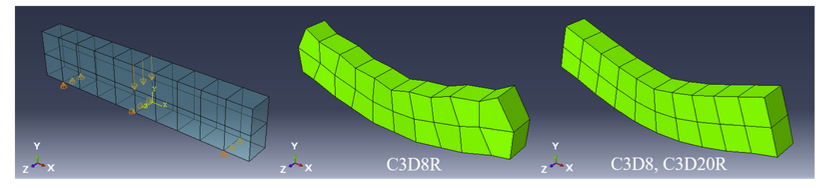 Y
Z X
Y
Z X
C3D8R
Y
Z X
C3D8, C3D20R